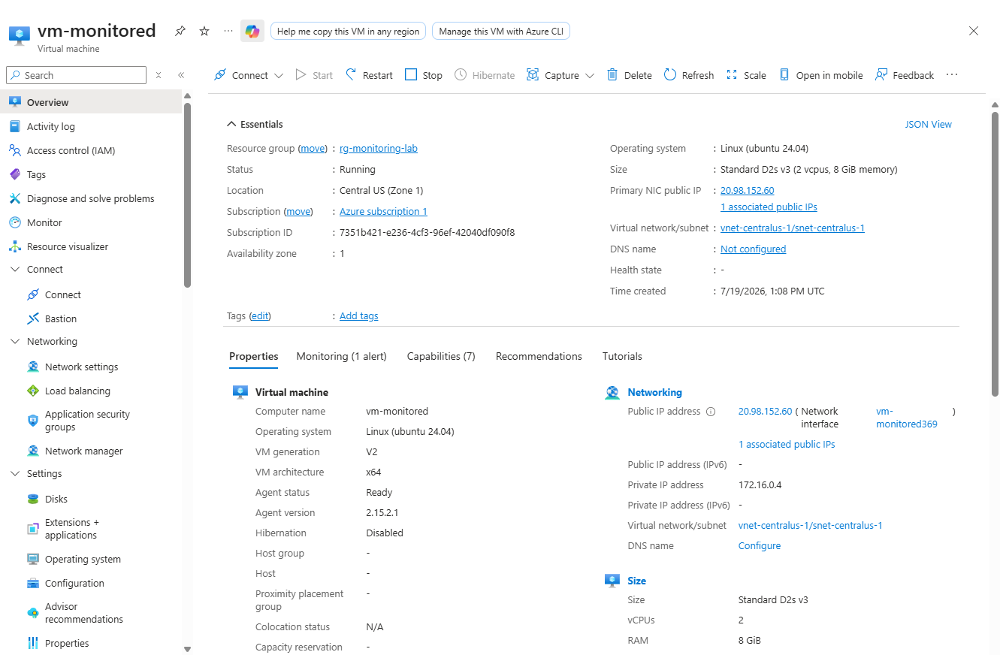 vm-monitored
Virtual machine
Help me copy this VM in any region
Manage this VM with Azure CLI
Search
Overview
Activity log
Access control (IAM)
Tags
Diagnose and solve problems
Monitor
Resource visualizer
Connect
Connect
Bastion
Networking
Network settings
Load balancing
Application security
groups
Network manager
Settings
Disks
Extensions +
applications
Operating system
Configuration
Advisor
recommendations
Properties
Connect Start Restart Stop Hibernate Capture Delete Refresh Scale Open in mobile Feedback
Essentials
JSON View
Resource group (move) : rg-monitoring-lab
Status : Running
Location : Central US (Zone 1)
Subscription (move) : Azure subscription 1
Subscription ID : 7351b421-e236-4cf3-96ef-42040df090f8
Availability zone : 1
Operating system : Linux (ubuntu 24.04)
Size : Standard D2s v3 (2 vcpus, 8 GiB memory)
Primary NIC public IP : 20.98.152.60
1 associated public IPs
Virtual network/subnet : vnet-centralus-1/snet-centralus-1
DNS name : Not configured
Health state : -
Time created : 7/19/2026, 1:08 PM UTC
Tags (edit) : Add tags
Properties Monitoring (1 alert) Capabilities (7) Recommendations Tutorials
Virtual machine
Computer name vm-monitored
Operating system Linux (ubuntu 24.04)
VM generation V2
VM architecture x64
Agent status Ready
Agent version 2.15.2.1
Hibernation Disabled
Host group -
Host -
Proximity placement -
group
Colocation status N/A
Capacity reservation -
Networking
Public IP address 20.98.152.60 ( Network vm- )
interface monitored369
1 associated public IPs
Public IP address (IPv6) -
Private IP address 172.16.0.4
Private IP address (IPv6) -
Virtual network/subnet vnet-centralus-1/snet-centralus-1
DNS name Configure
Size
Size Standard D2s v3
vCPUs 2
RAM 8 GiB